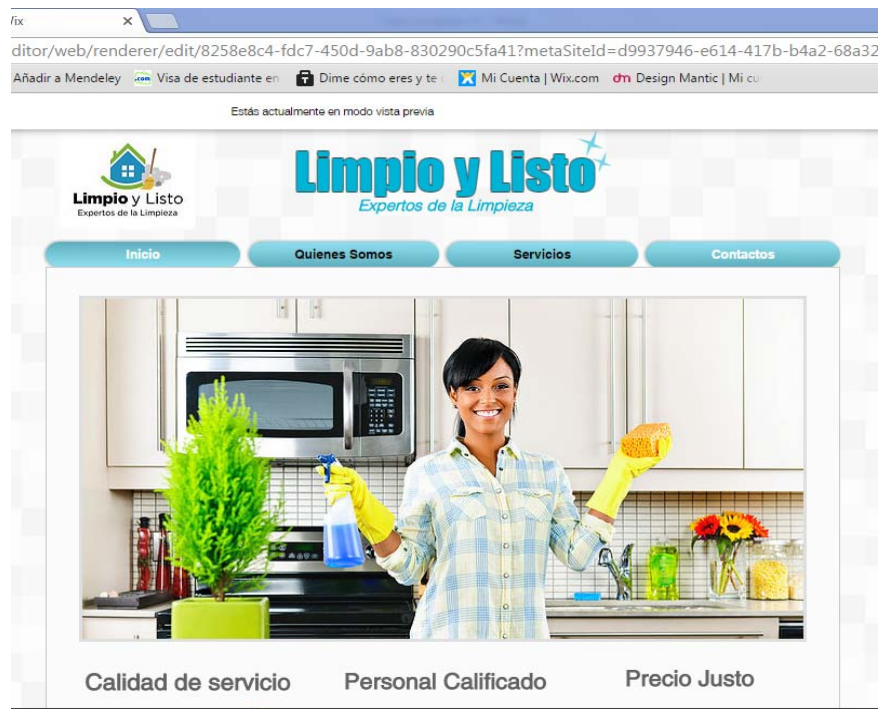 Vix
ditor/web/renderer/edit/8258e8c4-fdc7-450d-9ab8-830290c5fa41?metaSiteId=d9937946-e614-417b-b4a2-68a32
Añadir a Mendeley .com Visa de estudiante en Dime cómo eres y te Mi Cuenta | Wix.com dm Design Mantic | Mi cu
Estás actualmente en modo vista previa
Limpio y Listo
Expertos de la Limpieza
Limpio y Listo
Expertos de la Limpieza
Inicio Quienes Somos Servicios Contactos
Calidad de servicio Personal Calificado Precio Justo